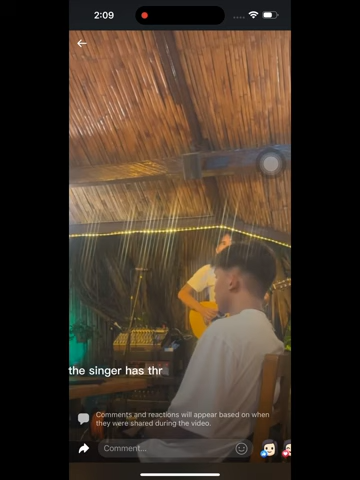 2:09
the singer has thr
Comments and reactions will appear based on when
they were shared during the video.
Comment...